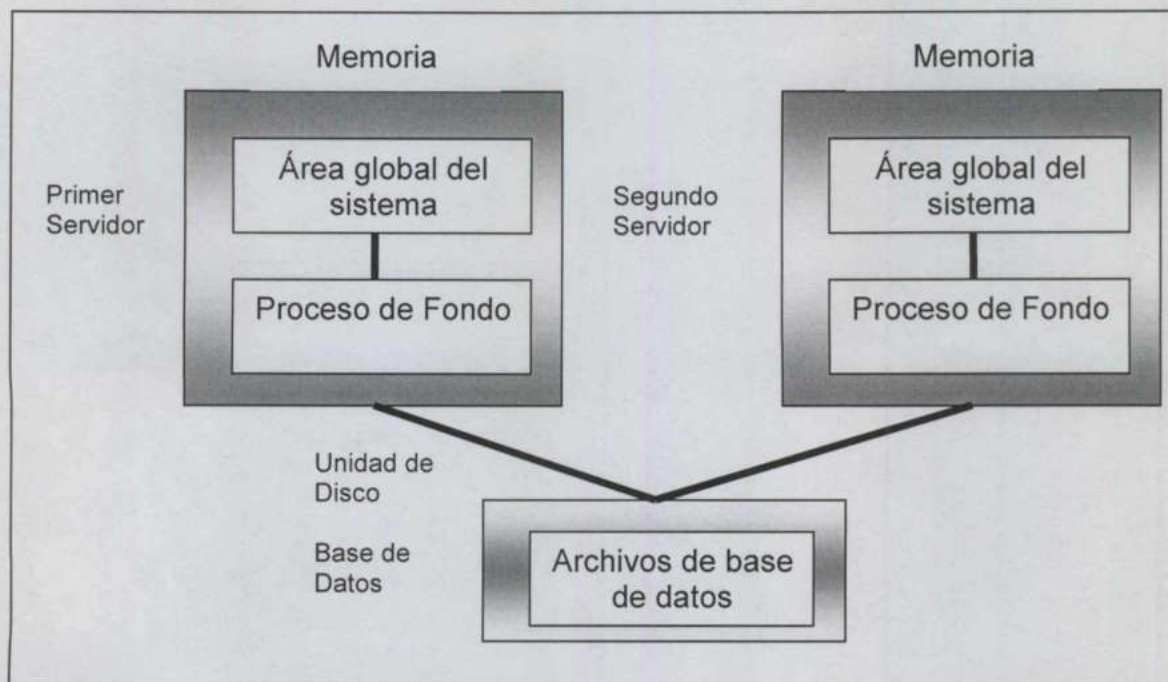 Memoria
Memoria
Área global del
sistema
Área global del
sistema
Primer
Servidor
Segundo
Servidor
Proceso de Fondo
Proceso de Fondo
Unidad de
Disco
Base de
Datos
Archivos de base
de datos